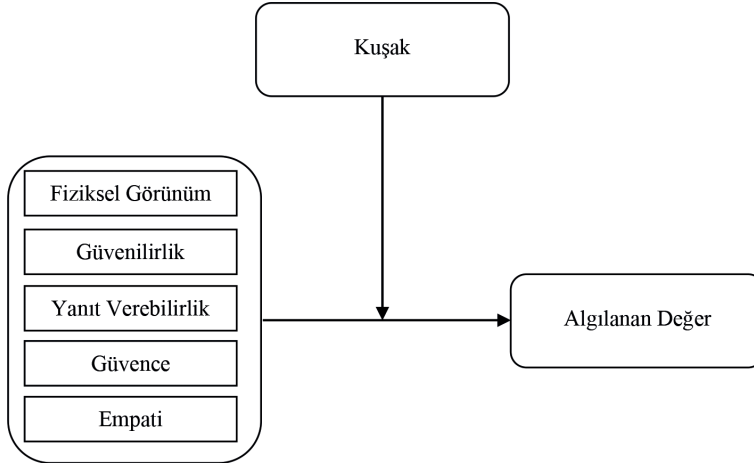 Kuşak
Fiziksel Görünüm
Güvenilirlik
Yanıt Verebilirlik
Güvence
Empati
Algılanan Değer